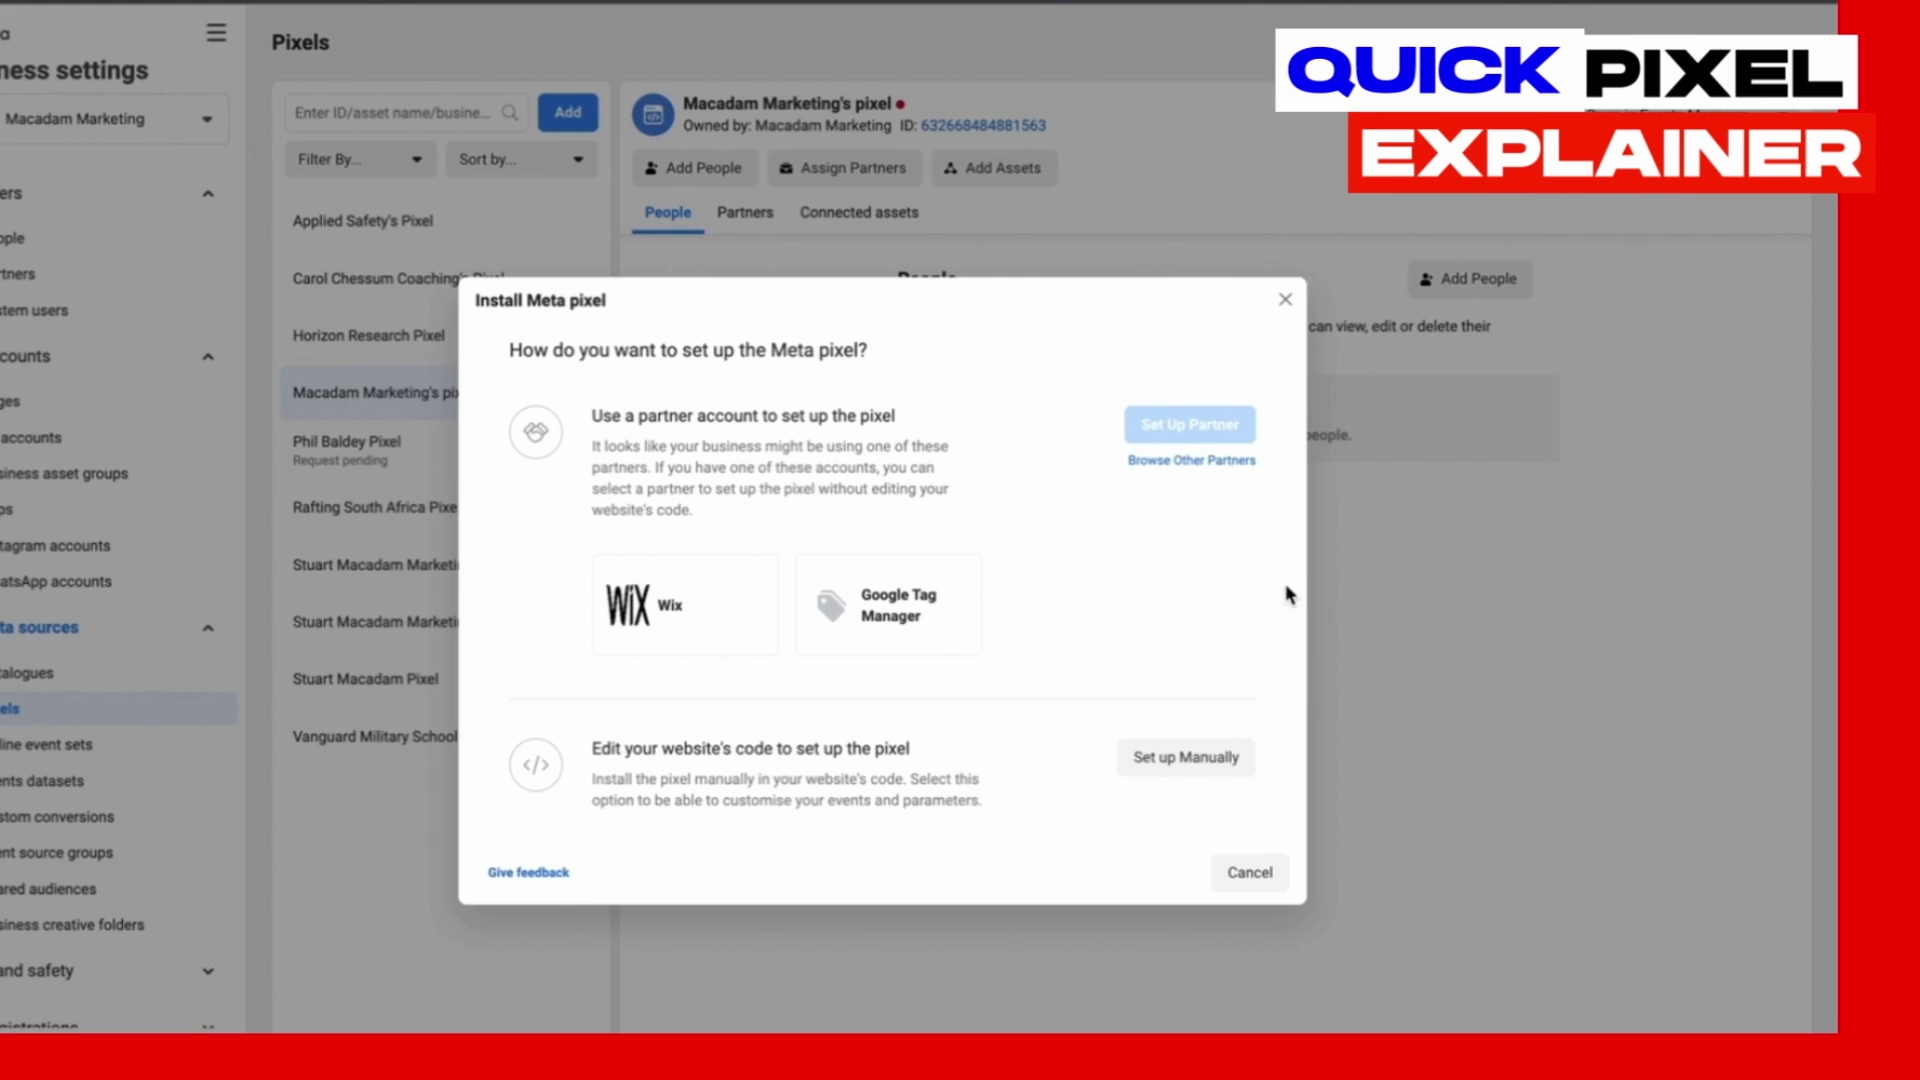 QUICK PIXEL
EXPLAINER
a
ness settings
Macadam Marketing
ers
ople
rtners
stem users
counts
ges
accounts
siness asset groups
ps
tagram accounts
atsApp accounts
ta sources
talogues
els
line event sets
ents datasets
stom conversions
ent source groups
ared audiences
siness creative folders
and safety
Pixels
Enter ID/asset name/busine...
Add
Filter By...
Sort by...
Applied Safety's Pixel
Carol Chessum Coaching's Pixel
Horizon Research Pixel
Macadam Marketing's pix
Phil Baldey Pixel
Request pending
Rafting South Africa Pixe
Stuart Macadam Marketi
Stuart Macadam Marketi
Stuart Macadam Pixel
Vanguard Military School
Macadam Marketing's pixel
Owned by: Macadam Marketing ID: 632668484881563
Add People
Assign Partners
Add Assets
People
Partners
Connected assets
People
Add People
can view, edit or delete their
people.
Install Meta pixel
How do you want to set up the Meta pixel?
Use a partner account to set up the pixel
It looks like your business might be using one of these
partners. If you have one of these accounts, you can
select a partner to set up the pixel without editing your
website's code.
Set Up Partner
Browse Other Partners
WiX Wix
Google Tag
Manager
Edit your website's code to set up the pixel
Install the pixel manually in your website's code. Select this
option to be able to customise your events and parameters.
Set up Manually
Give feedback
Cancel